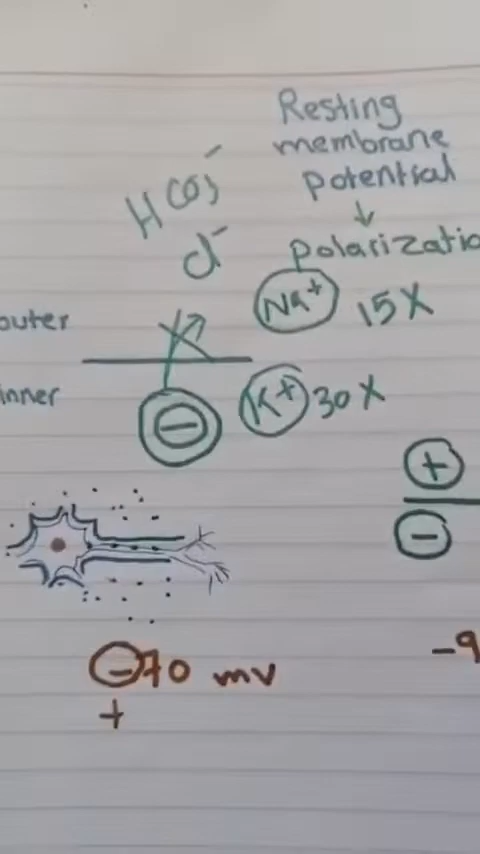 Resting
membrane
potential
↓
polarizatio
HCO3⁻
Cl⁻
Na+ 15X
outer
inner
K+ 30X
−
+
−
-70 mv
+
-9